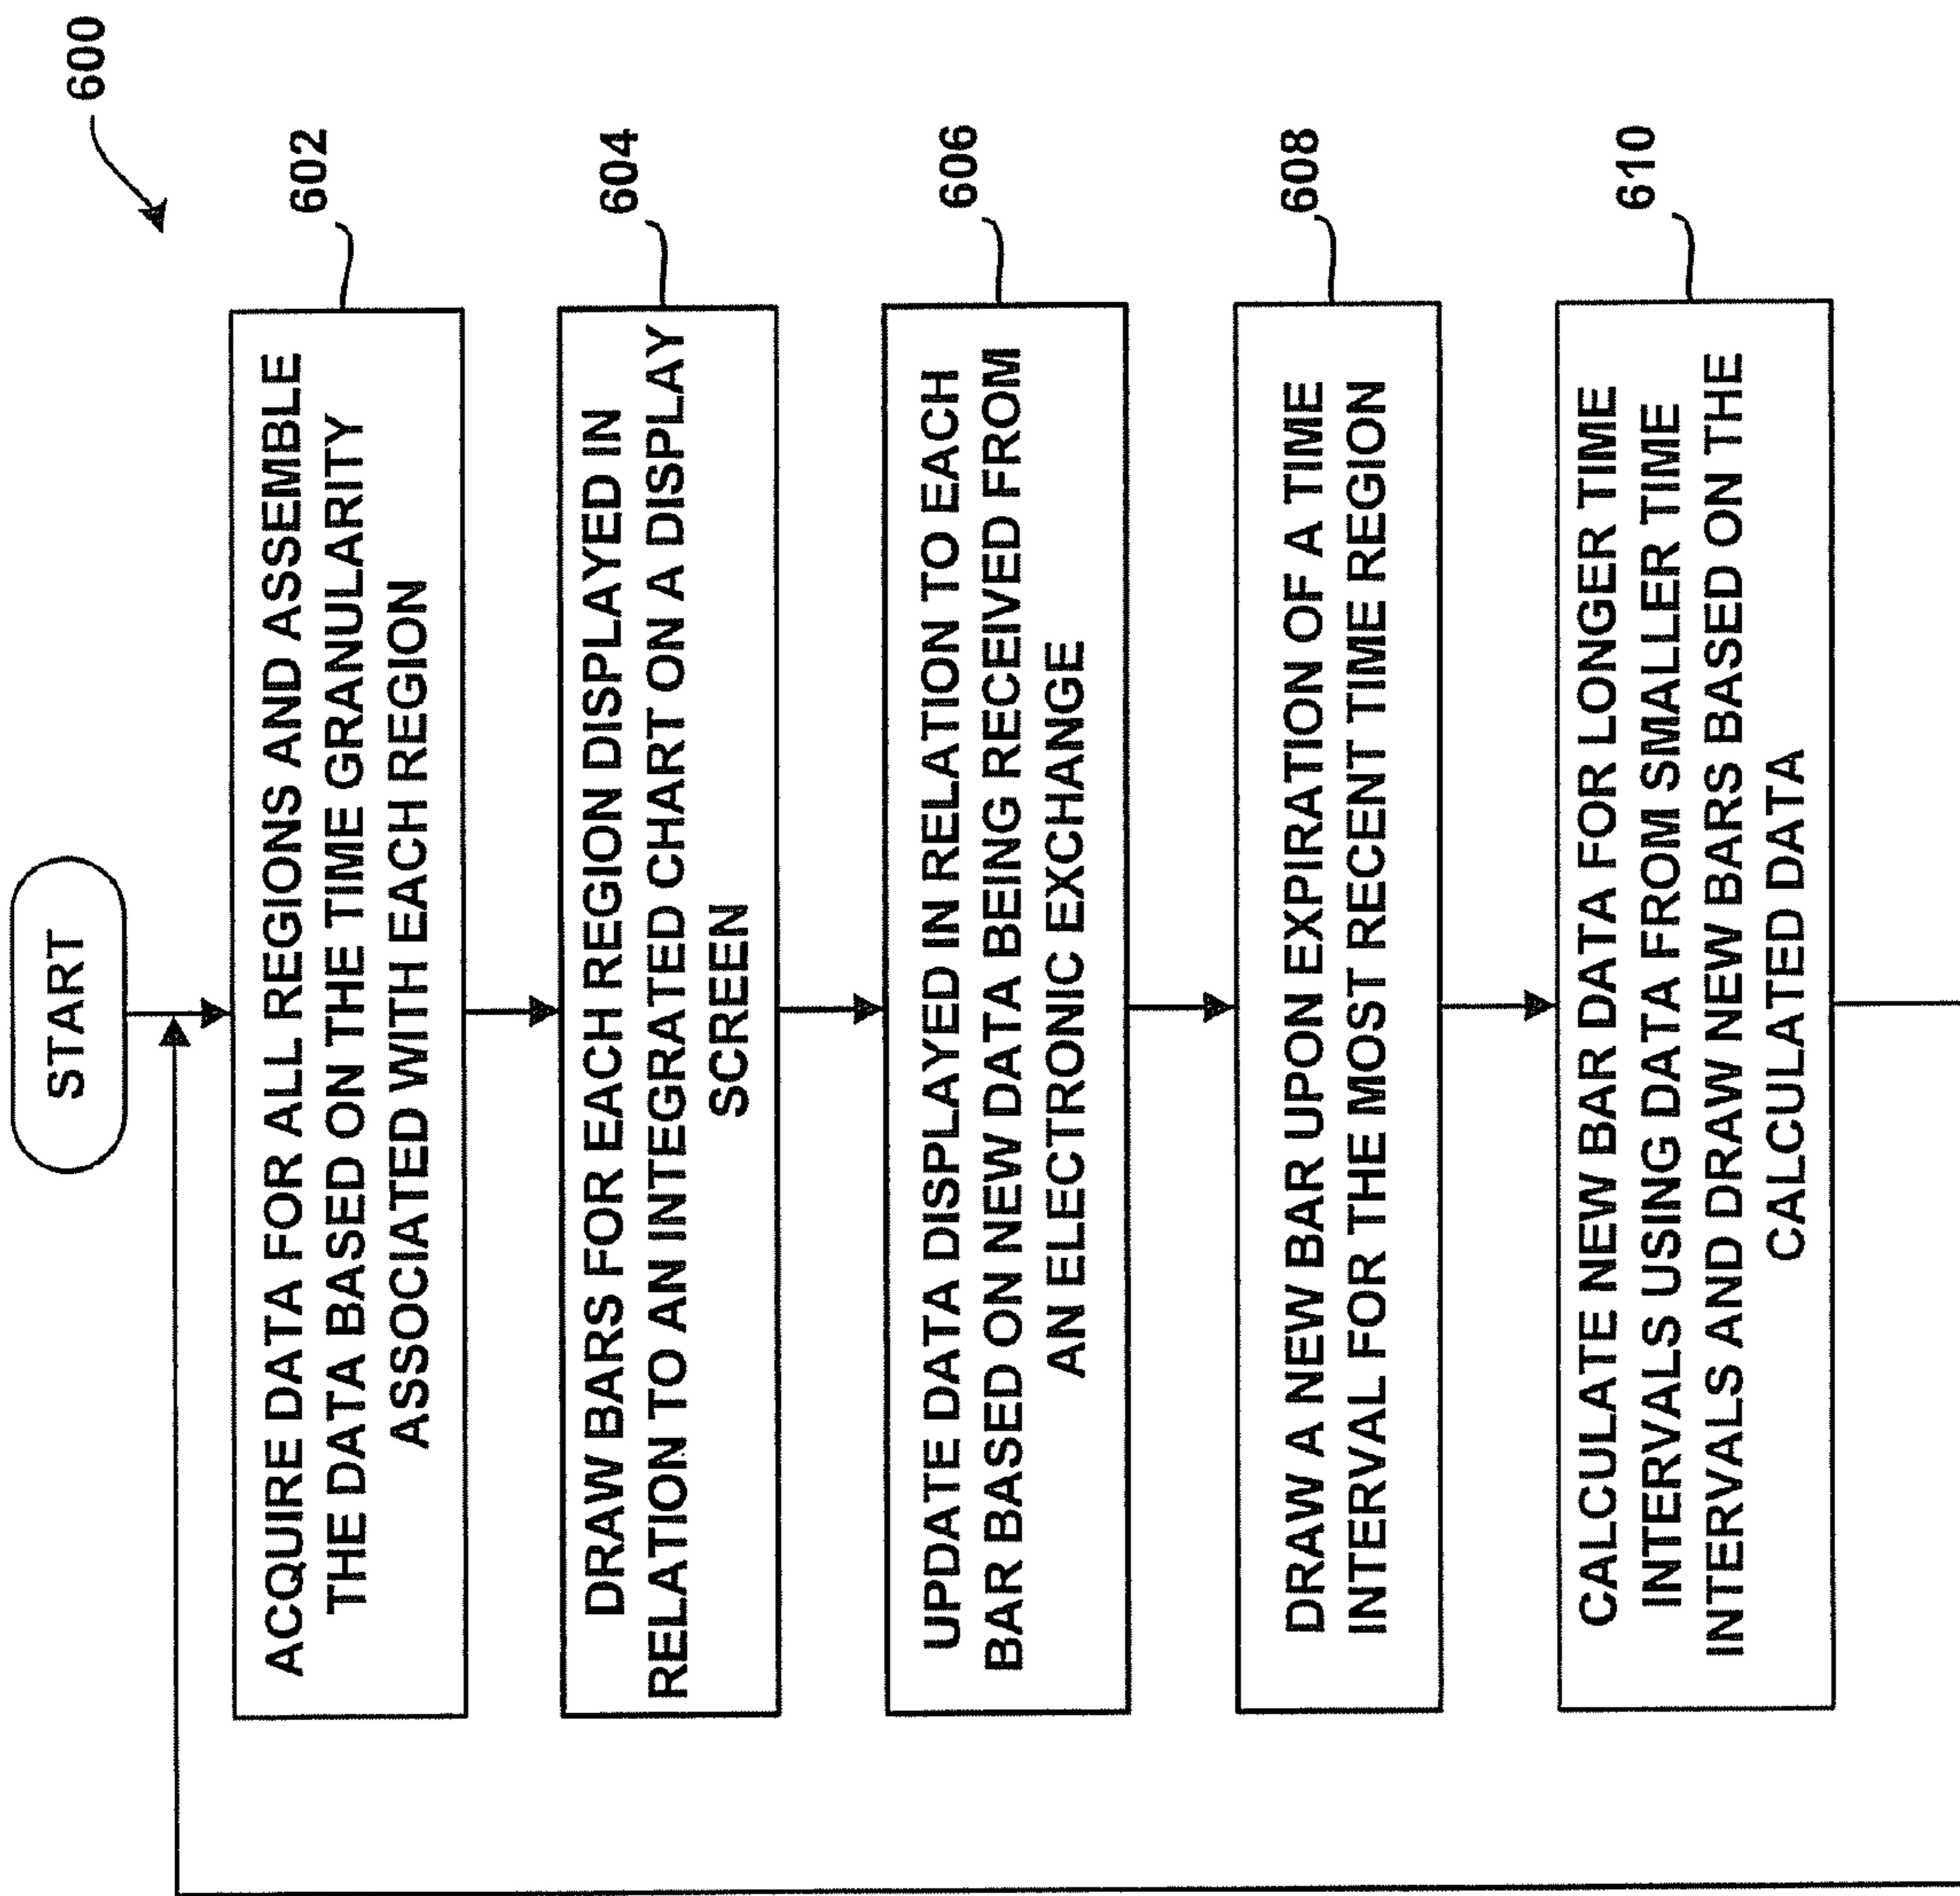 600
START
602
ACQUIRE DATA FOR ALL REGIONS AND ASSEMBLE
THE DATA BASED ON THE TIME GRANULARITY
ASSOCIATED WITH EACH REGION
604
DRAW BARS FOR EACH REGION DISPLAYED IN
RELATION TO AN INTEGRATED CHART ON A DISPLAY
SCREEN
606
UPDATE DATA DISPLAYED IN RELATION TO EACH
BAR BASED ON NEW DATA BEING RECEIVED FROM
AN ELECTRONIC EXCHANGE
608
DRAW A NEW BAR UPON EXPIRATION OF A TIME
INTERVAL FOR THE MOST RECENT TIME REGION
610
CALCULATE NEW BAR DATA FOR LONGER TIME
INTERVALS USING DATA FROM SMALLER TIME
INTERVALS AND DRAW NEW BARS BASED ON THE
CALCULATED DATA